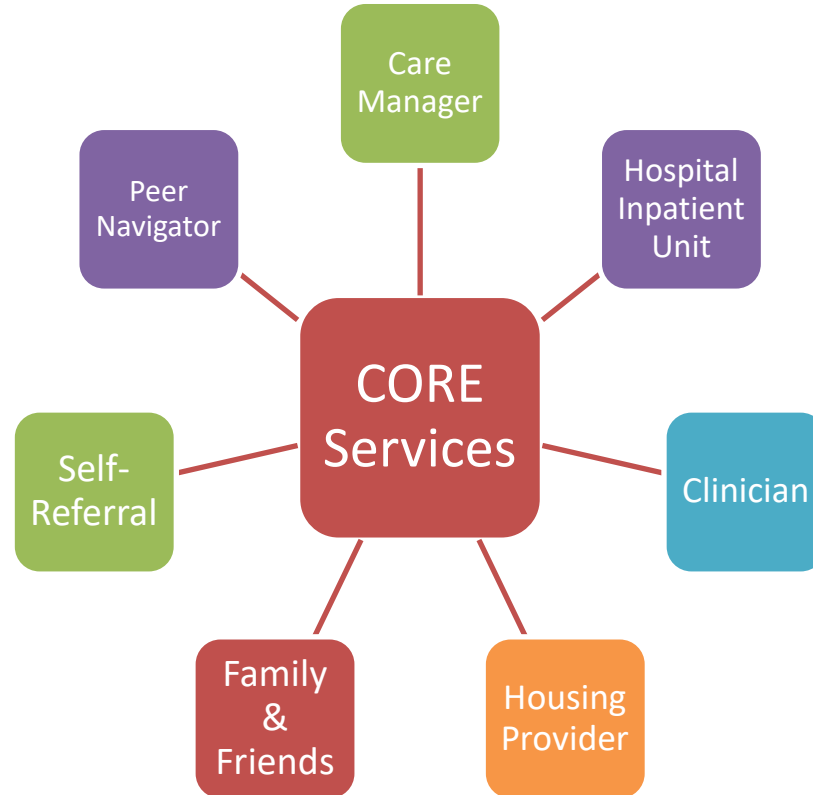 Care
Manager
Peer
Navigator
Hospital
Inpatient
Unit
CORE
Services
Self-
Referral
Clinician
Family
&
Friends
Housing
Provider